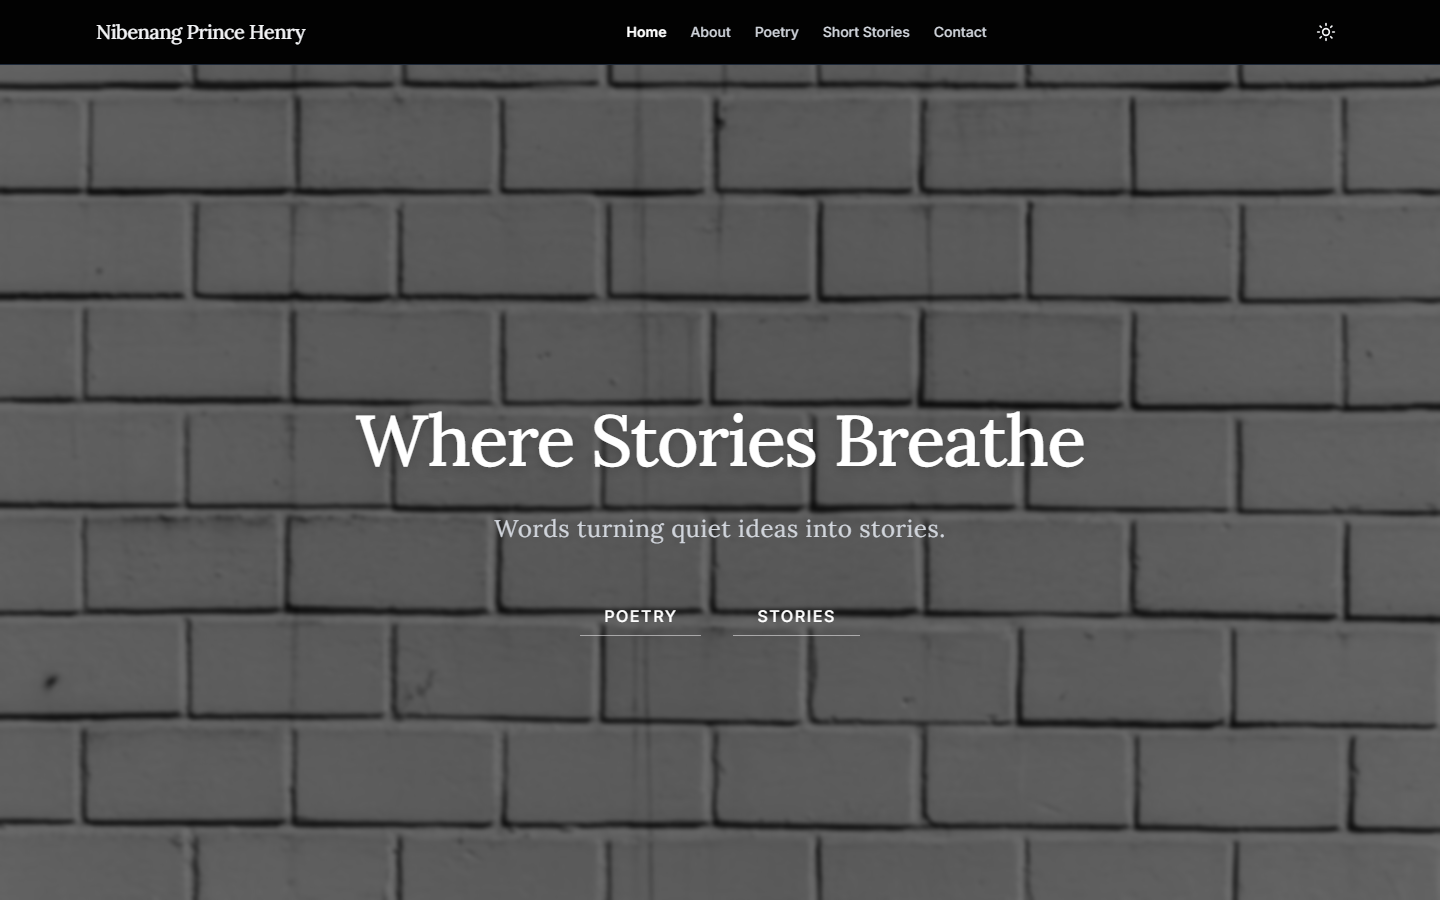 Nibenang Prince Henry
Home About Poetry Short Stories Contact
Where Stories Breathe
Words turning quiet ideas into stories.
POETRY STORIES